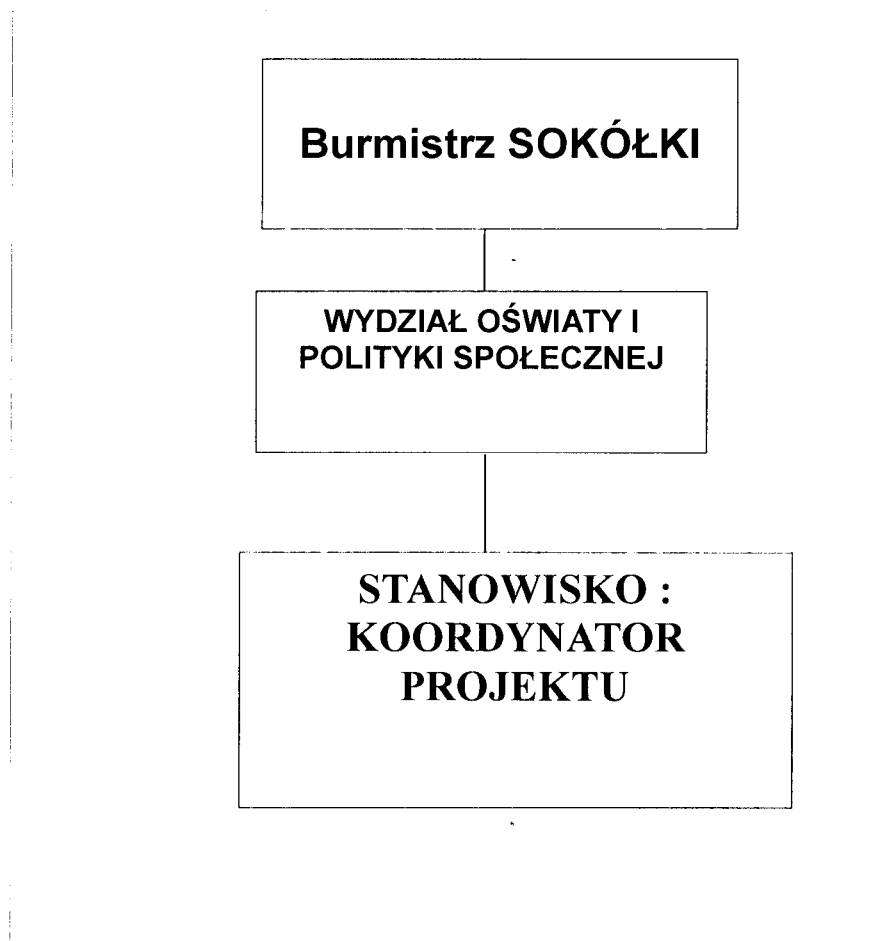 Burmistrz SOKÓŁKI
WYDZIAŁ OŚWIATY I
POLITYKI SPOŁECZNEJ
STANOWISKO :
KOORDYNATOR
PROJEKTU